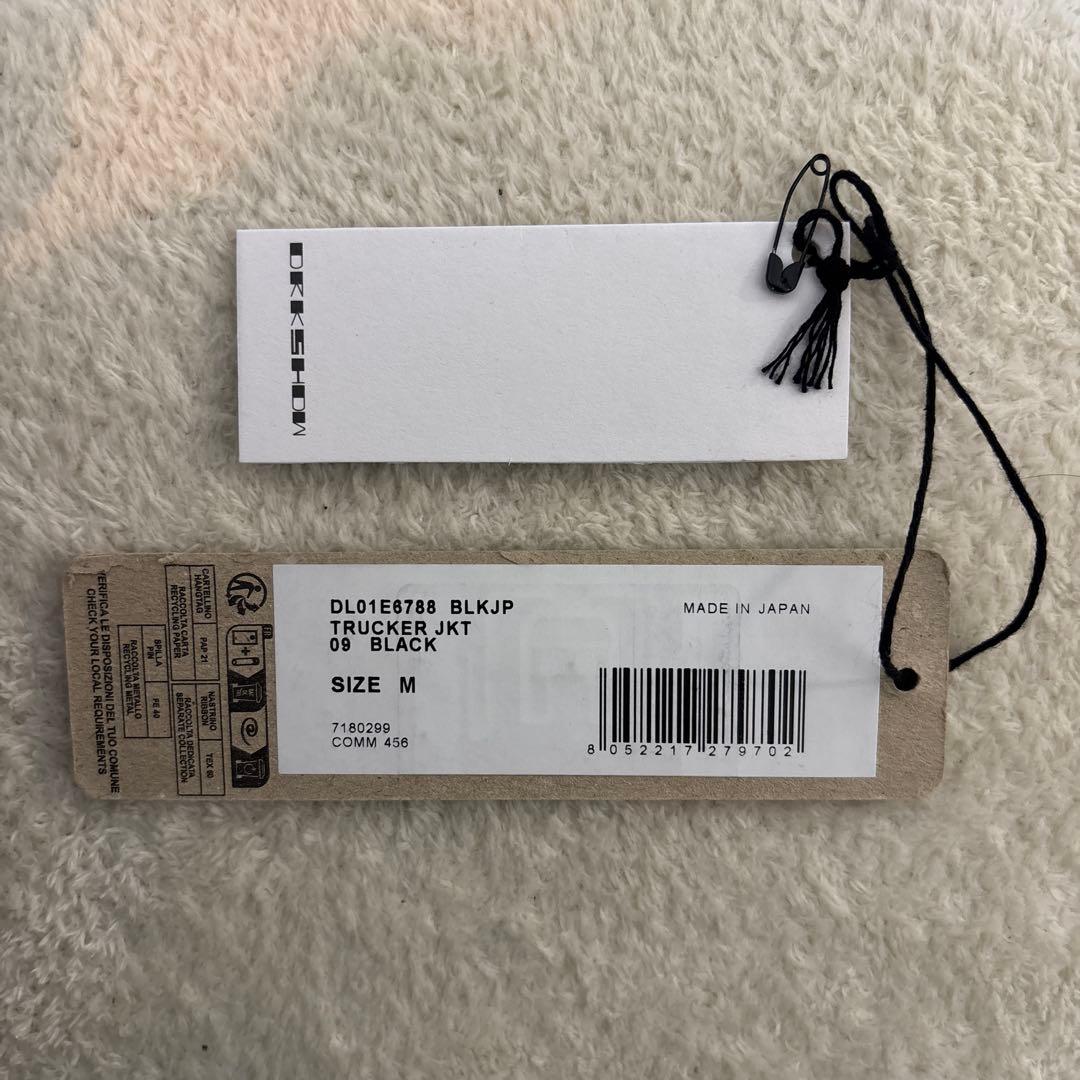 DRKSHDW
DL01E6788 BLKJP
TRUCKER JKT
09 BLACK
MADE IN JAPAN
SIZE M
7180299
COMM 456
8 052217 279702
FR
CARTELLINO
HANGTAG
PAP 21
RACCOLTA CARTA
RECYCLING PAPER
NASTRINO
RIBBON
TEX 60
RACCOLTA DEDICATA
SEPARATE COLLECTION
SPILLA
PIN
FE 40
RACCOLTA METALLO
RECYCLING METAL
VERIFICA LE DISPOSIZIONI DEL TUO COMUNE
CHECK YOUR LOCAL REQUIREMENTS